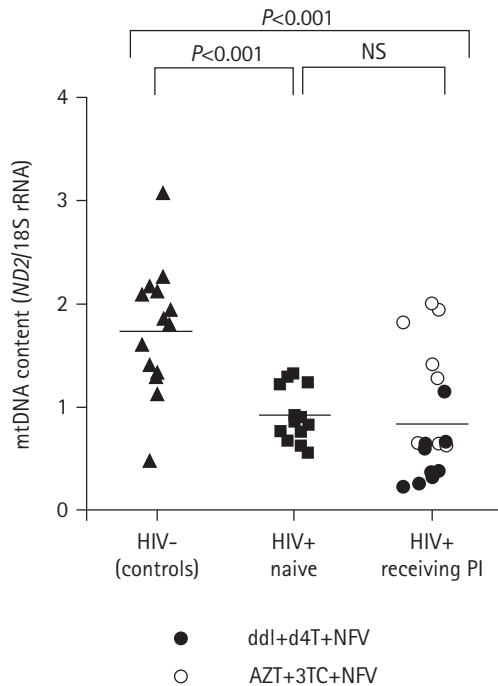 P<0.001
P<0.001
NS
4
3
2
1
0
mtDNA content (ND2/18S rRNA)
HIV-
(controls)
HIV+
naive
HIV+
receiving PI
ddI+d4T+NFV
AZT+3TC+NFV